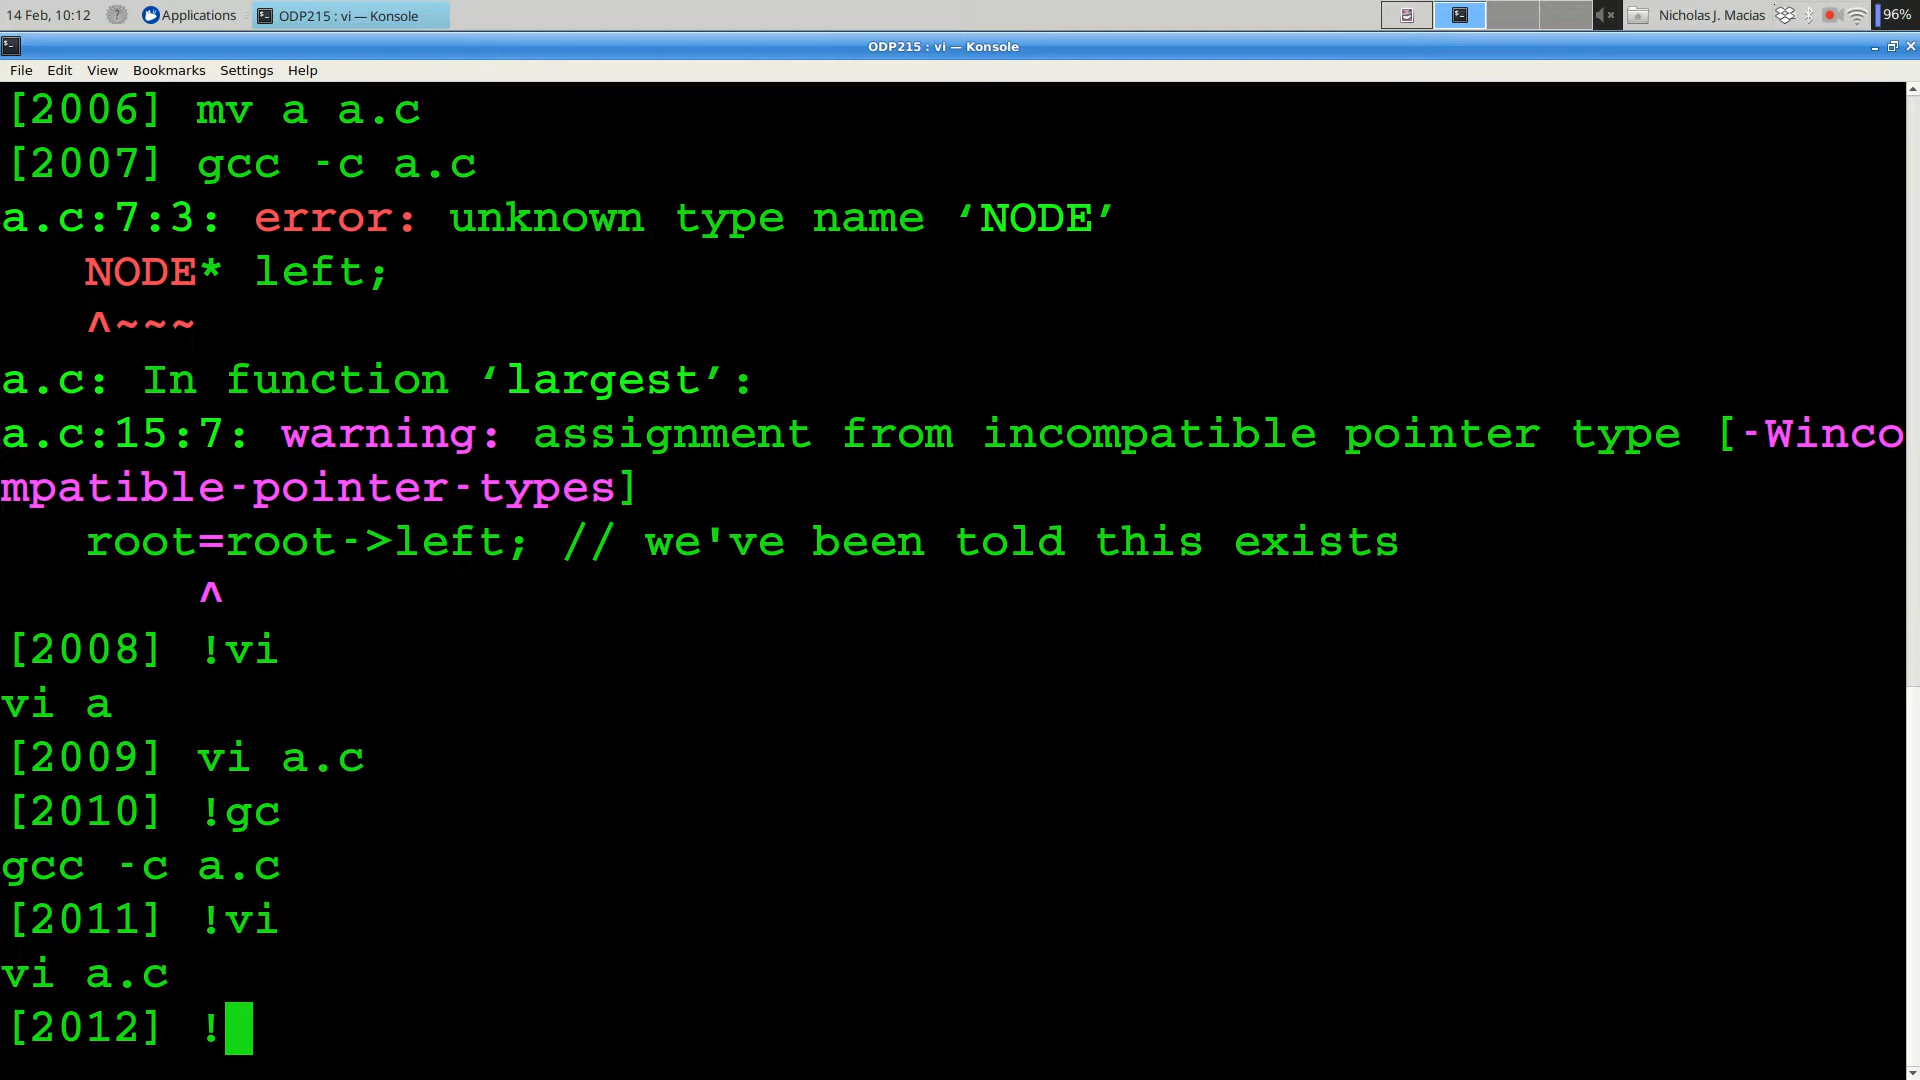 14 Feb, 10:12 ? Applications ODP215 : vi — Konsole Nicholas J. Macias 96%
ODP215 : vi — Konsole
File Edit View Bookmarks Settings Help
[2006] mv a a.c
[2007] gcc -c a.c
a.c:7:3: error: unknown type name ‘NODE’
NODE* left;
^~~~
a.c: In function ‘largest’:
a.c:15:7: warning: assignment from incompatible pointer type [-Winco
mpatible-pointer-types]
root=root->left; // we've been told this exists
^
[2008] !vi
vi a
[2009] vi a.c
[2010] !gc
gcc -c a.c
[2011] !vi
vi a.c
[2012] !